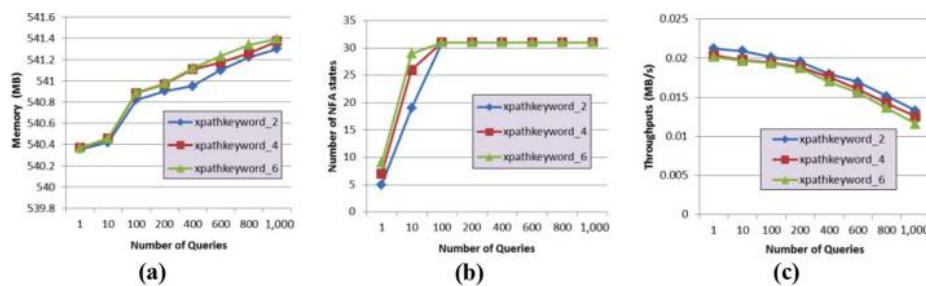 541.6
541.4
541.2
541
540.8
540.6
540.4
540.2
540
539.8
Memory (MB)
xpathkeyword_2
xpathkeyword_4
xpathkeyword_6
1 10 100 200 400 600 800 1,000
Number of Queries
(a)
35
30
25
20
15
10
5
0
Number of NFA states
xpathkeyword_2
xpathkeyword_4
xpathkeyword_6
1 10 100 200 400 600 800 1,000
Number of Queries
(b)
0.025
0.02
0.015
0.01
0.005
0
Throughputs (MB/s)
xpathkeyword_2
xpathkeyword_4
xpathkeyword_6
1 10 100 200 400 600 800 1,000
Number of Queries
(c)